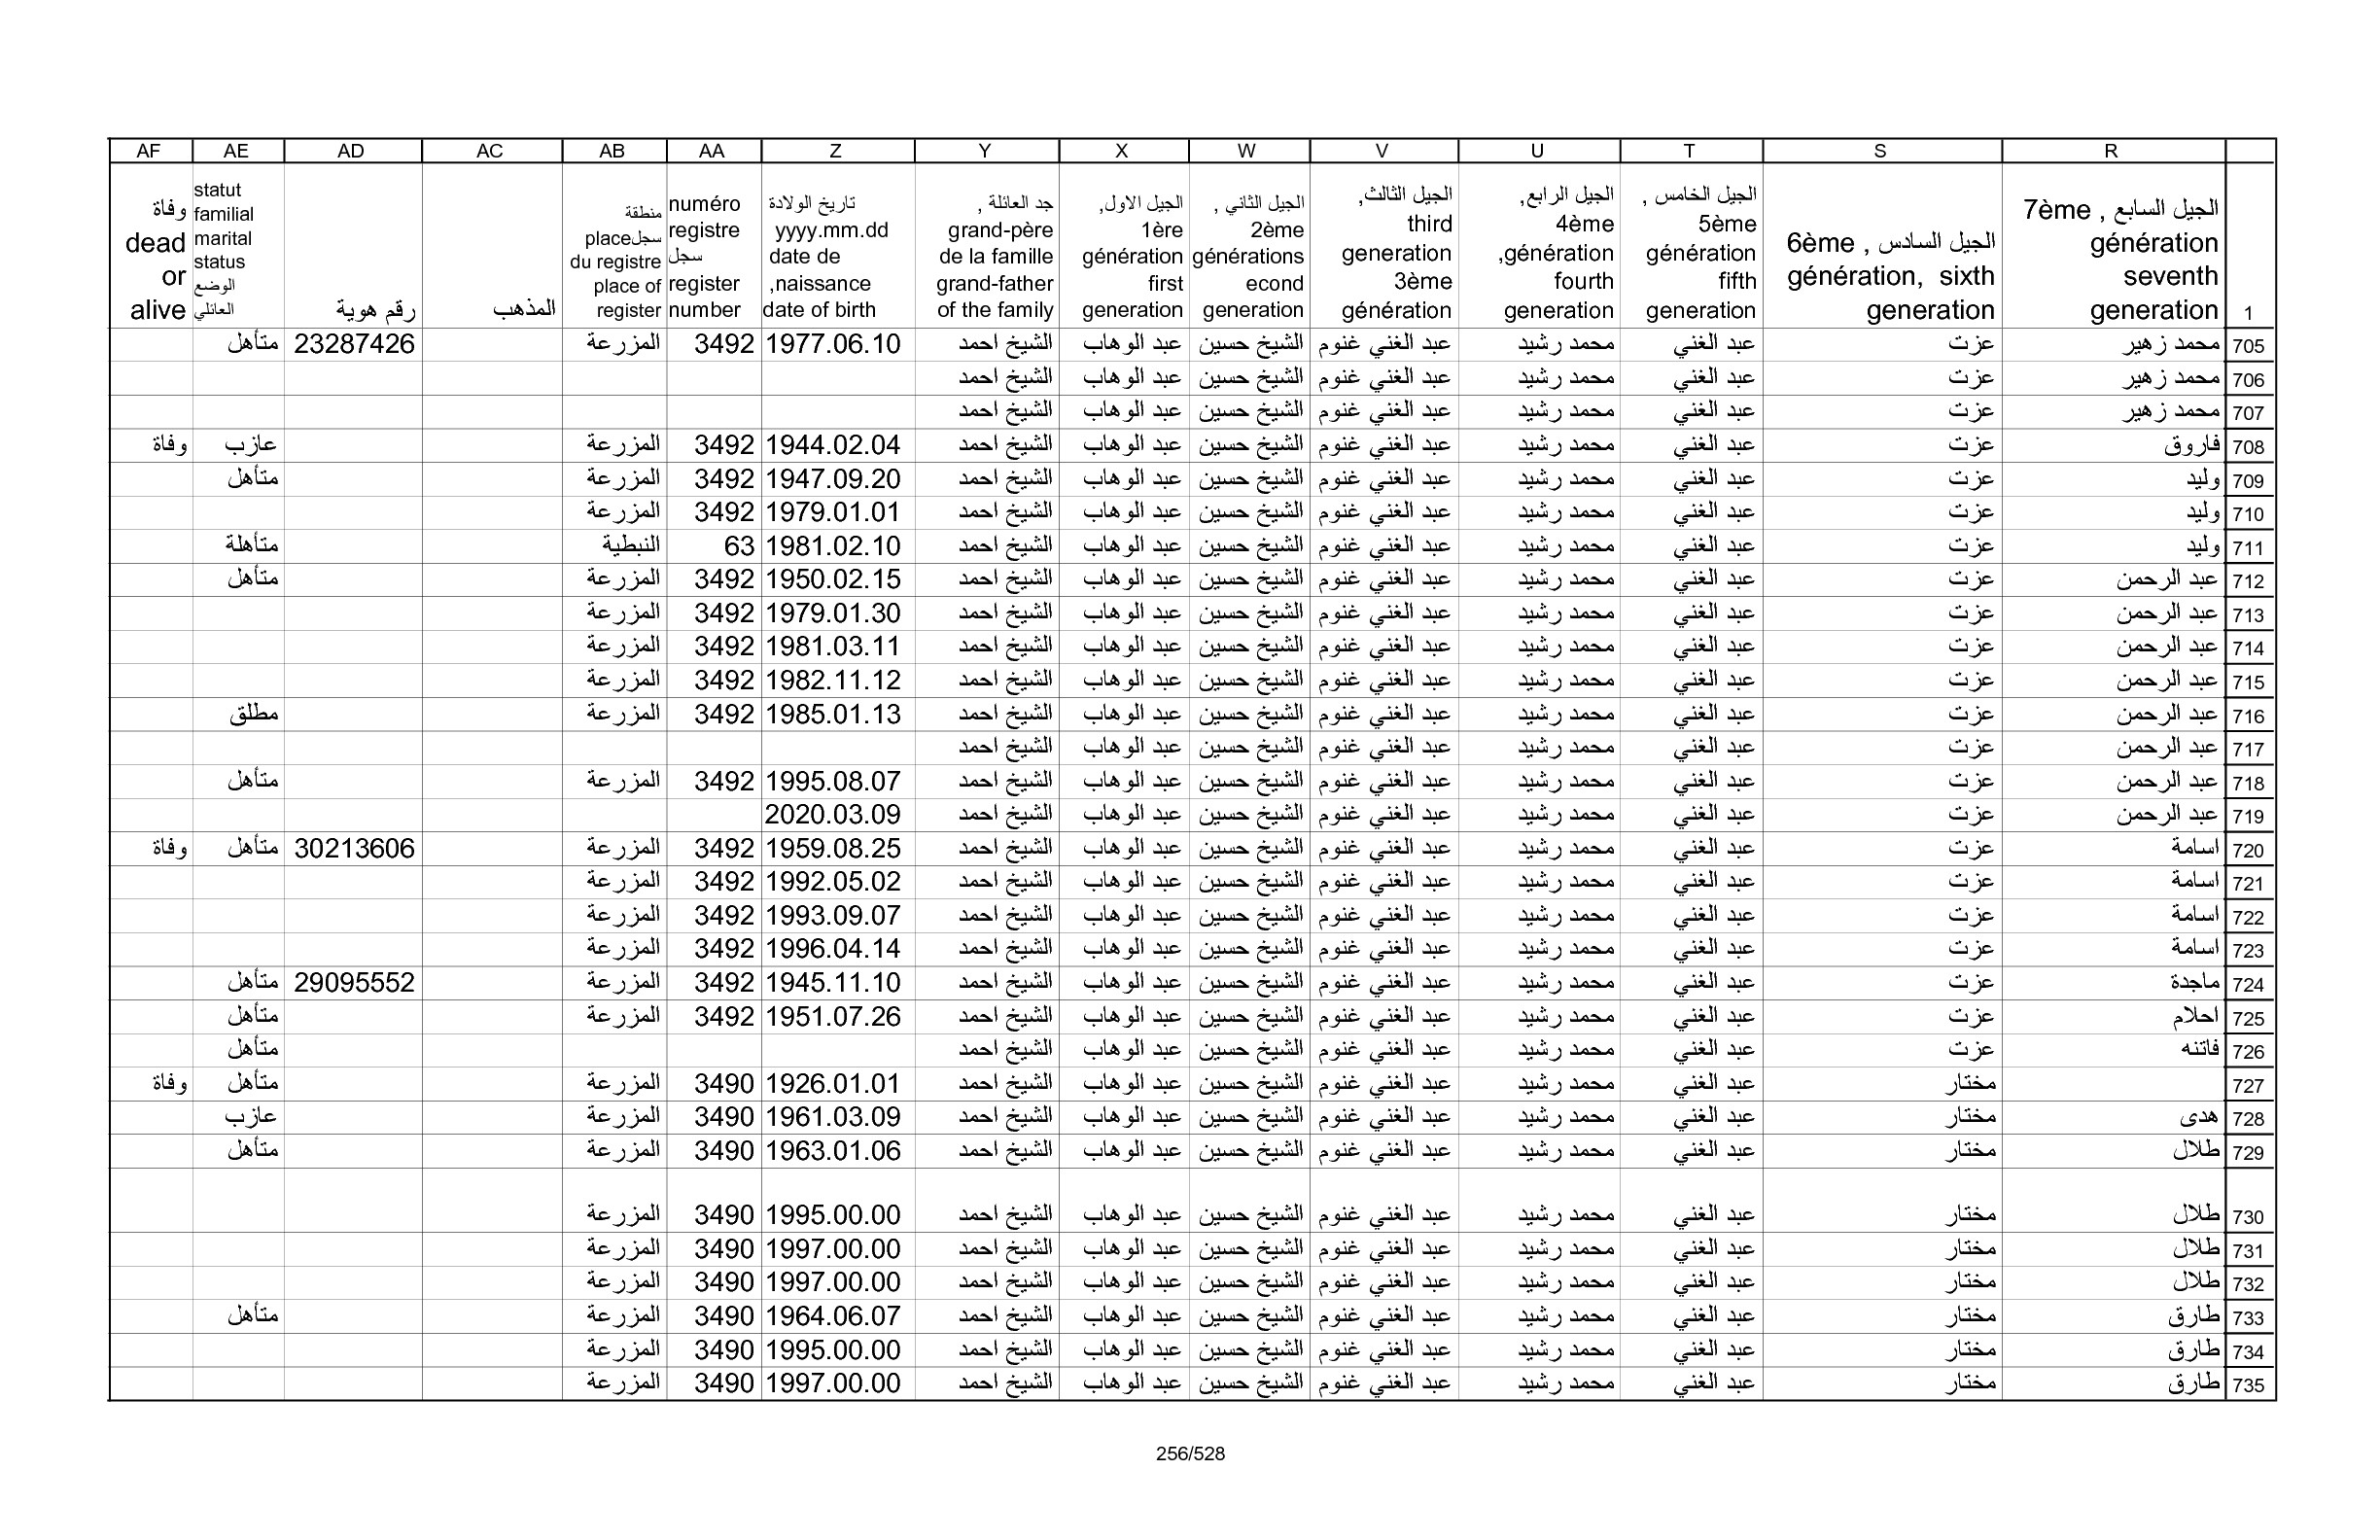 AF AE AD AC AB AA Z Y X W V U T S R
وفاة dead or alive | statut familial marital status الوضع العائلي | رقم هوية | المذهب | منطقة سجل place du registre place of register | numéro registre سجل register number | تاريخ الولادة yyyy.mm.dd date de naissance, date of birth | جد العائلة , grand-père de la famille grand-father of the family | الجيل الاول, 1ère génération first generation | الجيل الثاني , 2ème générations econd generation | الجيل الثالث, third generation 3ème génération | الجيل الرابع, 4ème génération, fourth generation | الجيل الخامس , 5ème génération fifth generation | الجيل السادس , 6ème génération, sixth generation | الجيل السابع , 7ème génération seventh generation | 1
705 محمد زهير عزت عبد الغني محمد رشيد عبد الغني غنوم الشيخ حسين عبد الوهاب الشيخ احمد 1977.06.10 3492 المزرعة 23287426 متأهل
706 محمد زهير عزت عبد الغني محمد رشيد عبد الغني غنوم الشيخ حسين عبد الوهاب الشيخ احمد
707 محمد زهير عزت عبد الغني محمد رشيد عبد الغني غنوم الشيخ حسين عبد الوهاب الشيخ احمد
708 فاروق عزت عبد الغني محمد رشيد عبد الغني غنوم الشيخ حسين عبد الوهاب الشيخ احمد 1944.02.04 3492 المزرعة عازب وفاة
709 وليد عزت عبد الغني محمد رشيد عبد الغني غنوم الشيخ حسين عبد الوهاب الشيخ احمد 1947.09.20 3492 المزرعة متأهل
710 وليد عزت عبد الغني محمد رشيد عبد الغني غنوم الشيخ حسين عبد الوهاب الشيخ احمد 1979.01.01 3492 المزرعة
711 وليد عزت عبد الغني محمد رشيد عبد الغني غنوم الشيخ حسين عبد الوهاب الشيخ احمد 1981.02.10 63 النبطية متأهلة
712 عبد الرحمن عزت عبد الغني محمد رشيد عبد الغني غنوم الشيخ حسين عبد الوهاب الشيخ احمد 1950.02.15 3492 المزرعة متأهل
713 عبد الرحمن عزت عبد الغني محمد رشيد عبد الغني غنوم الشيخ حسين عبد الوهاب الشيخ احمد 1979.01.30 3492 المزرعة
714 عبد الرحمن عزت عبد الغني محمد رشيد عبد الغني غنوم الشيخ حسين عبد الوهاب الشيخ احمد 1981.03.11 3492 المزرعة
715 عبد الرحمن عزت عبد الغني محمد رشيد عبد الغني غنوم الشيخ حسين عبد الوهاب الشيخ احمد 1982.11.12 3492 المزرعة
716 عبد الرحمن عزت عبد الغني محمد رشيد عبد الغني غنوم الشيخ حسين عبد الوهاب الشيخ احمد 1985.01.13 3492 المزرعة مطلق
717 عبد الرحمن عزت عبد الغني محمد رشيد عبد الغني غنوم الشيخ حسين عبد الوهاب الشيخ احمد
718 عبد الرحمن عزت عبد الغني محمد رشيد عبد الغني غنوم الشيخ حسين عبد الوهاب الشيخ احمد 1995.08.07 3492 المزرعة متأهل
719 عبد الرحمن عزت عبد الغني محمد رشيد عبد الغني غنوم الشيخ حسين عبد الوهاب الشيخ احمد 2020.03.09
720 اسامة عزت عبد الغني محمد رشيد عبد الغني غنوم الشيخ حسين عبد الوهاب الشيخ احمد 1959.08.25 3492 المزرعة 30213606 متأهل وفاة
721 اسامة عزت عبد الغني محمد رشيد عبد الغني غنوم الشيخ حسين عبد الوهاب الشيخ احمد 1992.05.02 3492 المزرعة
722 اسامة عزت عبد الغني محمد رشيد عبد الغني غنوم الشيخ حسين عبد الوهاب الشيخ احمد 1993.09.07 3492 المزرعة
723 اسامة عزت عبد الغني محمد رشيد عبد الغني غنوم الشيخ حسين عبد الوهاب الشيخ احمد 1996.04.14 3492 المزرعة
724 ماجدة عزت عبد الغني محمد رشيد عبد الغني غنوم الشيخ حسين عبد الوهاب الشيخ احمد 1945.11.10 3492 المزرعة 29095552 متأهل
725 احلام عزت عبد الغني محمد رشيد عبد الغني غنوم الشيخ حسين عبد الوهاب الشيخ احمد 1951.07.26 3492 المزرعة متأهل
726 فاتنه عزت عبد الغني محمد رشيد عبد الغني غنوم الشيخ حسين عبد الوهاب الشيخ احمد متأهل
727 مختار عبد الغني محمد رشيد عبد الغني غنوم الشيخ حسين عبد الوهاب الشيخ احمد 1926.01.01 3490 المزرعة متأهل وفاة
728 هدى مختار عبد الغني محمد رشيد عبد الغني غنوم الشيخ حسين عبد الوهاب الشيخ احمد 1961.03.09 3490 المزرعة عازب
729 طلال مختار عبد الغني محمد رشيد عبد الغني غنوم الشيخ حسين عبد الوهاب الشيخ احمد 1963.01.06 3490 المزرعة متأهل
730 طلال مختار عبد الغني محمد رشيد عبد الغني غنوم الشيخ حسين عبد الوهاب الشيخ احمد 1995.00.00 3490 المزرعة
731 طلال مختار عبد الغني محمد رشيد عبد الغني غنوم الشيخ حسين عبد الوهاب الشيخ احمد 1997.00.00 3490 المزرعة
732 طلال مختار عبد الغني محمد رشيد عبد الغني غنوم الشيخ حسين عبد الوهاب الشيخ احمد 1997.00.00 3490 المزرعة
733 طارق مختار عبد الغني محمد رشيد عبد الغني غنوم الشيخ حسين عبد الوهاب الشيخ احمد 1964.06.07 3490 المزرعة متأهل
734 طارق مختار عبد الغني محمد رشيد عبد الغني غنوم الشيخ حسين عبد الوهاب الشيخ احمد 1995.00.00 3490 المزرعة
735 طارق مختار عبد الغني محمد رشيد عبد الغني غنوم الشيخ حسين عبد الوهاب الشيخ احمد 1997.00.00 3490 المزرعة
256/528